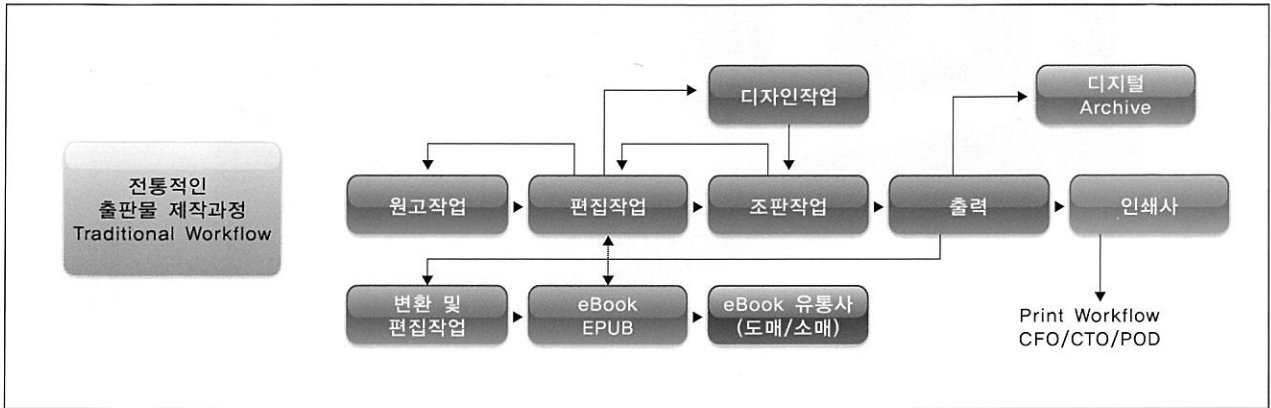 전통적인
출판물 제작과정
Traditional Workflow
디자인작업
디지털
Archive
원고작업
편집작업
조판작업
출력
인쇄사
변환 및
편집작업
eBook
EPUB
eBook 유통사
(도매/소매)
Print Workflow
CFO/CTO/POD